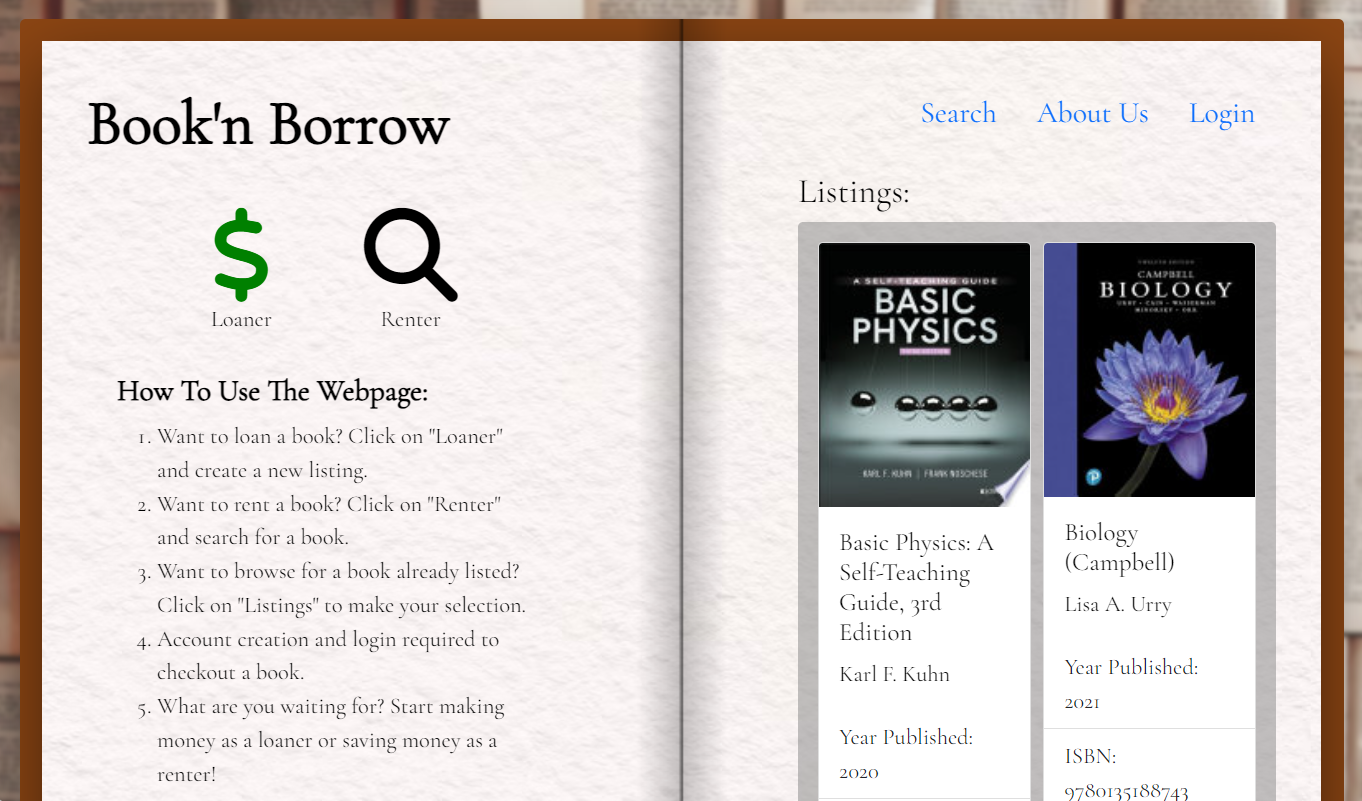 Book'n Borrow
Loaner
Renter
How To Use The Webpage:
1. Want to loan a book? Click on "Loaner"
and create a new listing.
2. Want to rent a book? Click on "Renter"
and search for a book.
3. Want to browse for a book already listed?
Click on "Listings" to make your selection.
4. Account creation and login required to
checkout a book.
5. What are you waiting for? Start making
money as a loaner or saving money as a
renter!
Search
About Us
Login
Listings:
A SELF-TEACHING GUIDE
BASIC
PHYSICS
KARL F. KUHN | FRANK NOSCHESE
Basic Physics: A
Self-Teaching
Guide, 3rd
Edition
Karl F. Kuhn
Year Published:
2020
TWELFTH EDITION
CAMPBELL
BIOLOGY
URRY • CAIN • WASSERMAN
MINORSKY • ORR
Biology
(Campbell)
Lisa A. Urry
Year Published:
2021
ISBN:
9780135188743